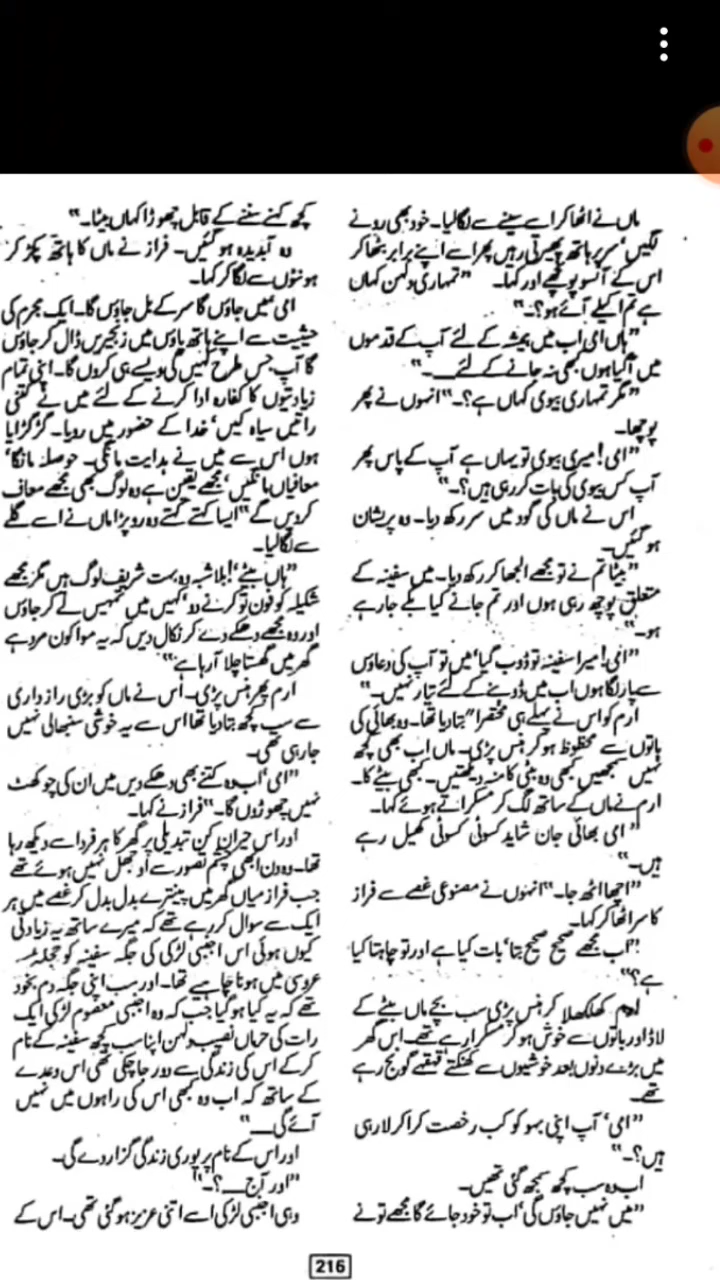 ماں نے اٹھا کر اسے سینے سے لگالیا۔ خود بھی رونے
لگیں‘ سر پر ہاتھ پھیرتی رہیں پھر اسے اپنے برابر بٹھا کر
اس کے آنسو پونچھے اور کہا۔ "تمہاری دلہن کہاں
ہے تم اکیلے آئے ہو؟۔"
"ہاں امی اب میں ہمیشہ کے لئے آپ کے قدموں
میں آگیا ہوں کبھی نہ جانے کے لئے۔۔۔"
"مگر تمہاری بیوی کہاں ہے؟۔" انہوں نے پھر
پوچھا۔
"امی! میری بیوی تو یہاں ہے آپ کے پاس پھر
آپ کس بیوی کی بات کر رہی ہیں؟۔"
اس نے ماں کی گود میں سر رکھ دیا۔ وہ پریشان
ہو گئیں۔
"بیٹا تم نے تو مجھے الجھا کر رکھ دیا۔ میں سفینہ کے
متعلق پوچھ رہی ہوں اور تم جانے کیا بکے جارہے
ہو۔"
"امی! میرا سفینہ تو ڈوب گیا‘ میں تو آپ کی دعاؤں
سے پار لگا ہوں اب میں ڈوبنے کے لئے تیار نہیں۔"
ارم کو اس نے پہلے ہی مختصرا" بتادیا تھا۔ وہ بھائی کی
باتوں سے محظوظ ہو کر ہنس پڑی۔ ماں اب بھی کچھ
نہیں سمجھیں کبھی وہ بیٹی کا منہ دیکھتیں۔ کبھی بیٹے کا۔
ارم نے ماں کے ساتھ لگ کر مسکراتے ہوئے کہا۔
"امی بھائی جان شاید کسوٹی کسوٹی کھیل رہے
ہیں۔"
"اچھا اٹھ جا۔" انہوں نے مصنوعی غصے سے فراز
کا سر اٹھا کر کہا۔
"اب مجھے صحیح صحیح بتا‘ بات کیا ہے اور تو چاہتا کیا
ہے؟"
ارم کھلکھلا کر ہنس پڑی سب بچے ماں بیٹے کے
لاڈ اور باتوں سے خوش ہو کر مسکرا رہے تھے۔ اس گھر
میں بڑے دنوں بعد خوشیوں سے کھنکتے‘ قہقہے گونج رہے
تھے۔
"امی‘ آپ اپنی بہو کو کب رخصت کرا کر لا رہی
ہیں؟۔"
اب وہ سب کچھ سمجھ گئی تھیں۔
"میں نہیں جاؤں گی‘ اب تو خود جائے گا مجھے تو نے
کچھ کہنے سننے کے قابل چھوڑا کہاں بیٹا۔"
وہ آبدیدہ ہو گئیں۔ فراز نے ماں کا ہاتھ پکڑ کر
ہونٹوں سے لگا کر کہا۔
امی میں جاؤں گا سر کے بل جاؤں گا۔ ایک مجرم کی
حیثیت سے اپنے ہاتھ پاؤں میں زنجیریں ڈال کر جاؤں
گا آپ جس طرح کہیں گی ویسے ہی کروں گا۔ اپنی تمام
زیادتیوں کا کفارہ ادا کرنے کے لئے میں نے کتنی
راتیں سیاہ کیں‘ خدا کے حضور میں رویا۔ گڑگڑایا
ہوں اس سے میں نے ہدایت مانگی۔ حوصلہ مانگا‘
معافیاں مانگیں‘ مجھے یقین ہے وہ لوگ بھی مجھے معاف
کردیں گے" ایسا کہتے کہتے وہ رو پڑا ماں نے اسے گلے
سے لگالیا۔
"ہاں بیٹے‘! بلاشبہ وہ بہت شریف لوگ ہیں مگر مجھے
شکیلہ کو فون تو کرنے دو‘ کہیں میں تمہیں لے کر جاؤں
اور وہ مجھے دھکے دے کر نکال دیں کہ یہ موا کون مرد ہے
گھر میں گھستا چلا آرہا ہے"
ارم پھر ہنس پڑی۔ اس نے ماں کو بڑی رازداری
سے سب کچھ بتادیا تھا اس سے یہ خوشی سنبھالی نہیں
جارہی تھی۔
"امی‘ اب وہ کتنے بھی دھکے دیں میں ان کی چوکھٹ
نہیں چھوڑوں گا۔" فراز نے کہا۔
اور اس حیران کن تبدیلی پر گھر کا ہر فرد اسے دیکھ رہا
تھا۔ وہ دن ابھی چشم تصور سے اوجھل نہیں ہوئے تھے
جب فراز میاں گھر میں پینترے بدل بدل کر غصے میں ہر
ایک سے سوال کر رہے تھے کہ میرے ساتھ یہ زیادتی
کیوں ہوئی اس اجنبی لڑکی کی جگہ سفینہ کو
عروسی میں ہونا چاہیے تھا۔ اور سب اپنی جگہ دم بخود
تھے کہ یہ کیا ہو گیا جب کہ وہ اجنبی معصوم لڑکی ایک
رات کی حرماں نصیب دلہن اپنا سب کچھ سفینہ کے نام
کرکے اس کی زندگی سے دور جا چکی تھی اس وعدے
کے ساتھ کہ اب وہ کبھی اس کی راہوں میں نہیں
آئے گی۔۔۔"
اور اس کے نام پر پوری زندگی گزار دے گی۔
"اور آج۔۔۔؟۔"
وہی اجنبی لڑکی اسے اتنی عزیز ہو گئی تھی۔ اس کے
216